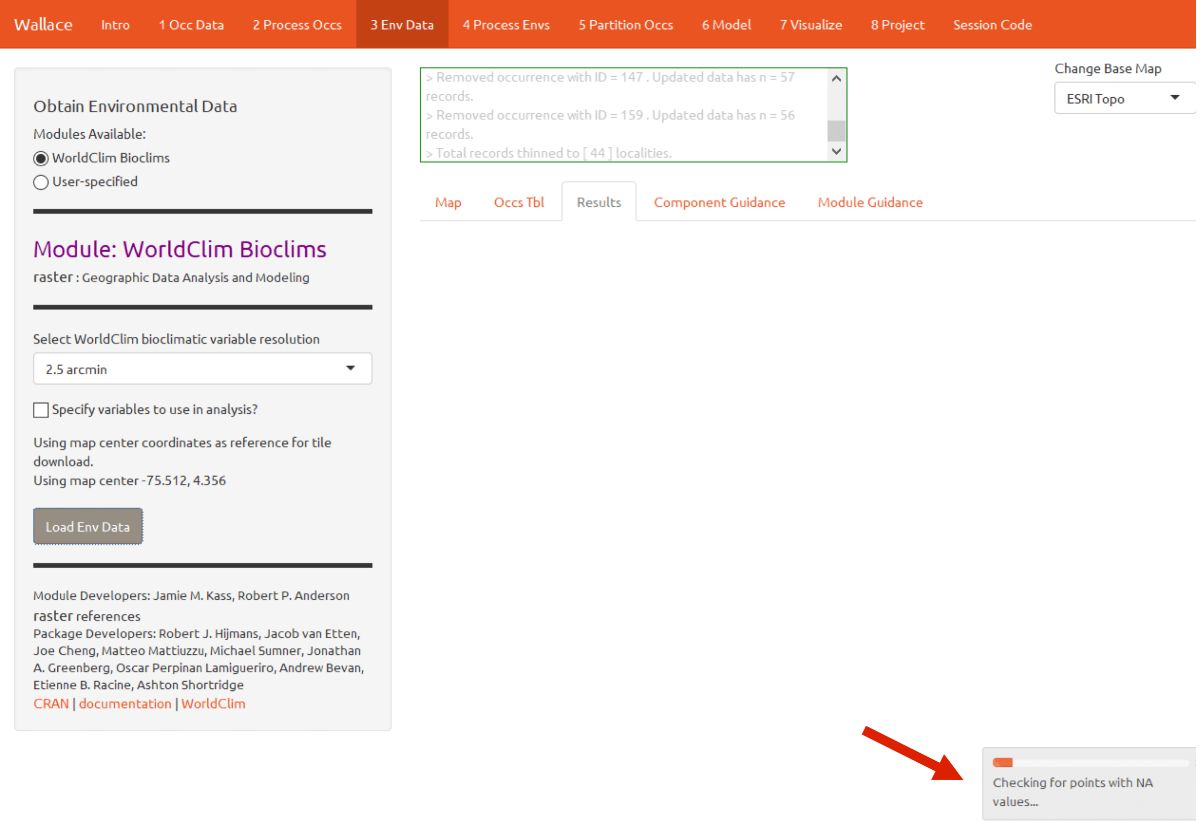 Wallace Intro 1 Occ Data 2 Process Occs 3 Env Data 4 Process Envs 5 Partition Occs 6 Model 7 Visualize 8 Project Session Code
Obtain Environmental Data
Modules Available:
WorldClim Bioclims
User-specified
Module: WorldClim Bioclims
raster : Geographic Data Analysis and Modeling
Select WorldClim bioclimatic variable resolution
2.5 arcmin
Specify variables to use in analysis?
Using map center coordinates as reference for tile
download.
Using map center -75.512, 4.356
Load Env Data
Module Developers: Jamie M. Kass, Robert P. Anderson
raster references
Package Developers: Robert J. Hijmans, Jacob van Etten,
Joe Cheng, Matteo Mattiuzzu, Michael Sumner, Jonathan
A. Greenberg, Oscar Perpinan Lamigueriro, Andrew Bevan,
Etienne B. Racine, Ashton Shortridge
CRAN | documentation | WorldClim
> Removed occurrence with ID = 147 . Updated data has n = 57
records.
> Removed occurrence with ID = 159 . Updated data has n = 56
records.
> Total records thinned to [ 44 ] localities.
Change Base Map
ESRI Topo
Map Occs Tbl Results Component Guidance Module Guidance
Checking for points with NA
values...